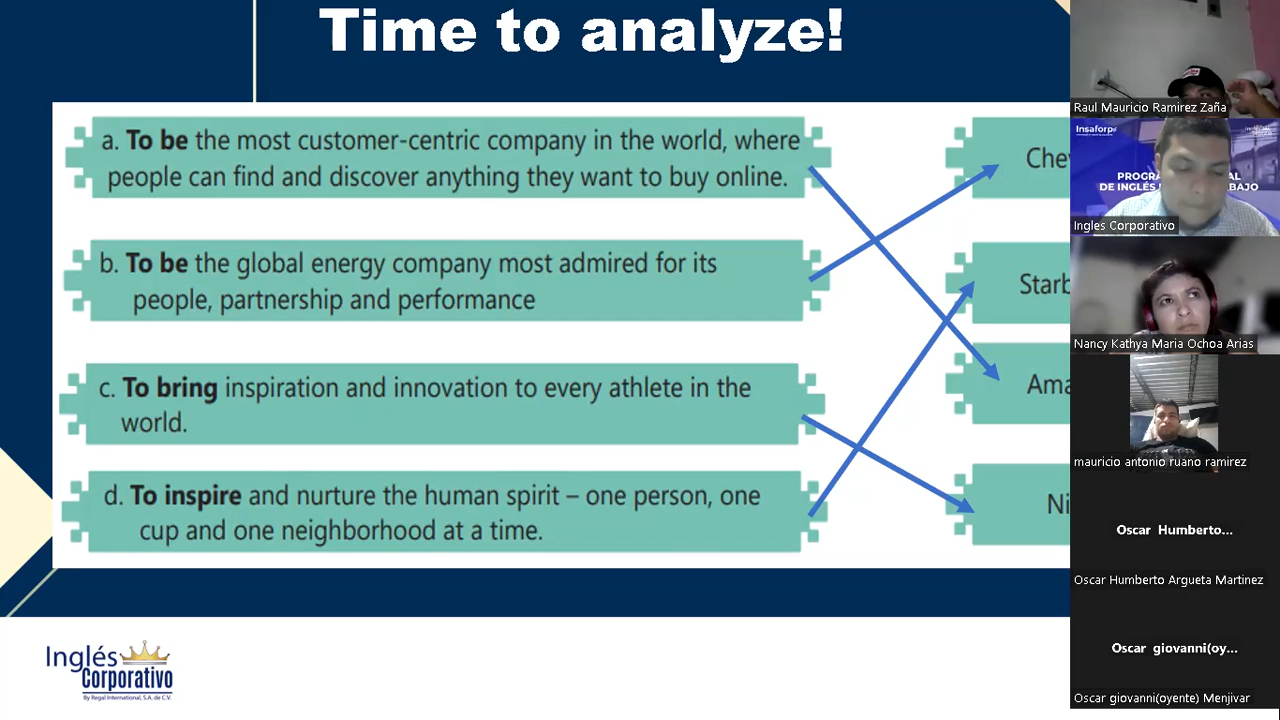 Time to analyze!
a. To be the most customer-centric company in the world, where
people can find and discover anything they want to buy online.
b. To be the global energy company most admired for its
people, partnership and performance
c. To bring inspiration and innovation to every athlete in the
world.
d. To inspire and nurture the human spirit – one person, one
cup and one neighborhood at a time.
Che
Starb
Ama
Ni
Inglés
Corporativo
By Regal International, S.A. de C.V.
Raul Mauricio Ramirez Zaña
Insaforp
PROGR
AL
DE INGLÉS
BAJO
Ingles Corporativo
Nancy Kathya Maria Ochoa Arias
mauricio antonio ruano ramirez
Oscar Humberto...
Oscar Humberto Argueta Martinez
Oscar giovanni(oy...
Oscar giovanni(oyente) Menjivar